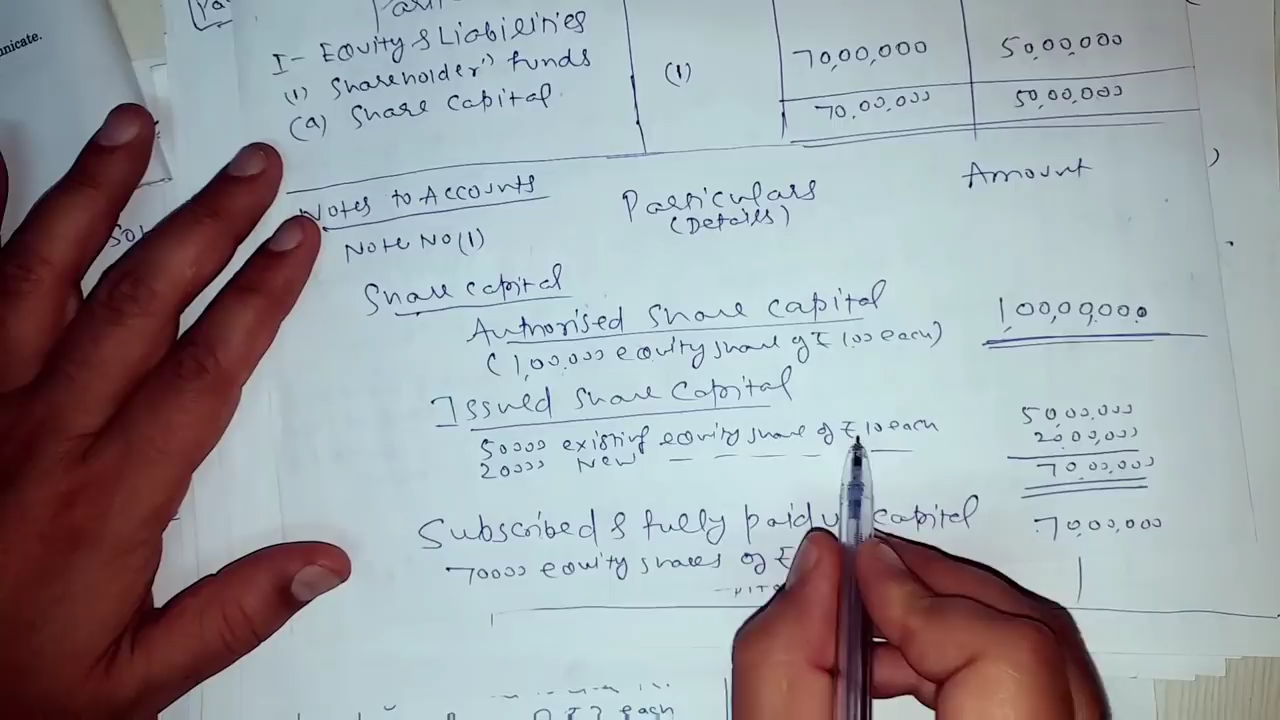 nicate.
I- Equity & Liabilities
(1) Shareholder's funds
(a) Share Capital
(1)
70,00,000 50,00,000
70,00,000 50,00,000
Notes to Accounts Particulars Amount
(Details)
Note No (1)
Share Capital
Authorised Share Capital 1,00,00,000
(1,00,000 equity share of ₹ 100 each)
Issued Share Capital
50000 existing equity share of ₹ 10 each 50,00,000
20000 New — — — — 20,00,000
70,00,000
Subscribed & fully paid up capital 70,00,000
70000 equity shares of ₹
each